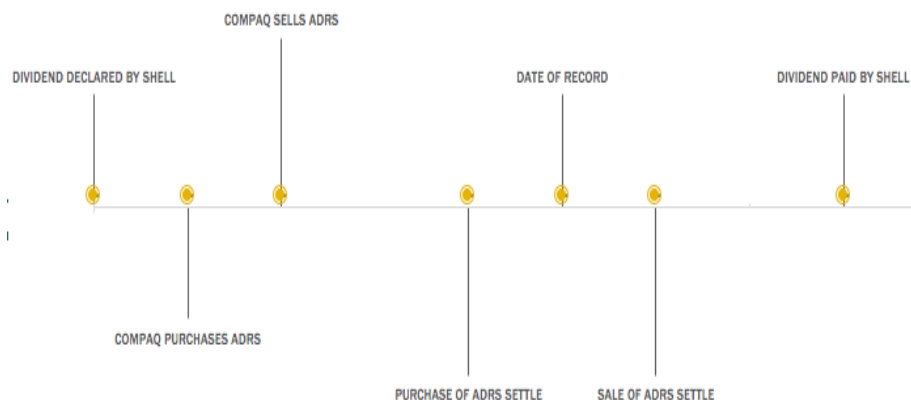 COMPAQ SELLS ADRS
DIVIDEND DECLARED BY SHELL
DATE OF RECORD
DIVIDEND PAID BY SHELL
COMPAQ PURCHASES ADRS
PURCHASE OF ADRS SETTLE
SALE OF ADRS SETTLE